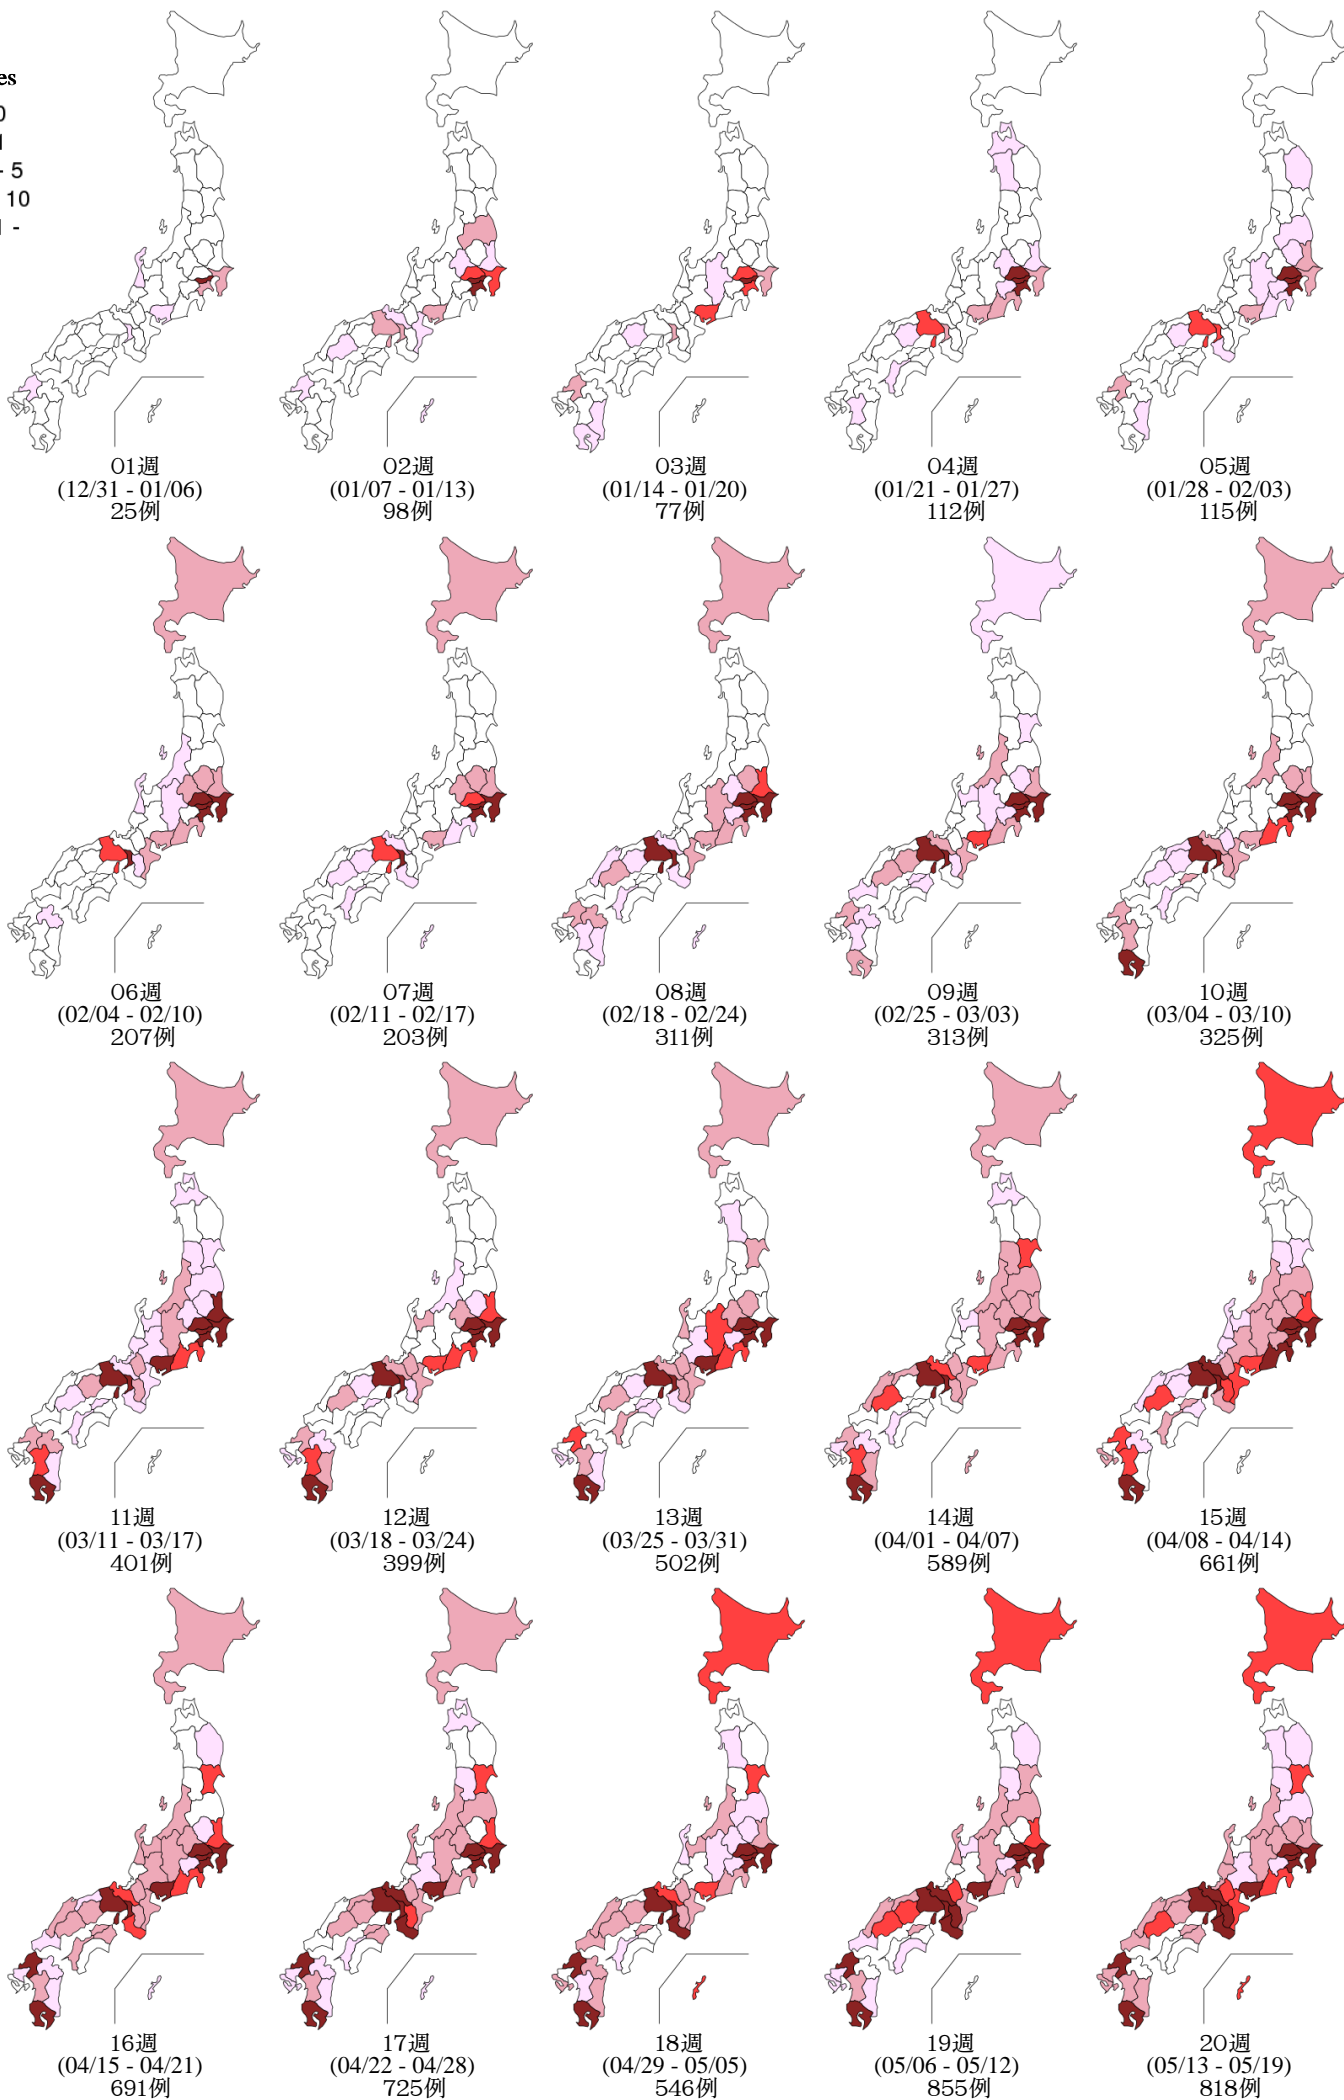 es
0
1
- 5
10
1 -
01週
(12/31 - 01/06)
25例
02週
(01/07 - 01/13)
98例
03週
(01/14 - 01/20)
77例
04週
(01/21 - 01/27)
112例
05週
(01/28 - 02/03)
115例
06週
(02/04 - 02/10)
207例
07週
(02/11 - 02/17)
203例
08週
(02/18 - 02/24)
311例
09週
(02/25 - 03/03)
313例
10週
(03/04 - 03/10)
325例
11週
(03/11 - 03/17)
401例
12週
(03/18 - 03/24)
399例
13週
(03/25 - 03/31)
502例
14週
(04/01 - 04/07)
589例
15週
(04/08 - 04/14)
661例
16週
(04/15 - 04/21)
691例
17週
(04/22 - 04/28)
725例
18週
(04/29 - 05/05)
546例
19週
(05/06 - 05/12)
855例
20週
(05/13 - 05/19)
818例